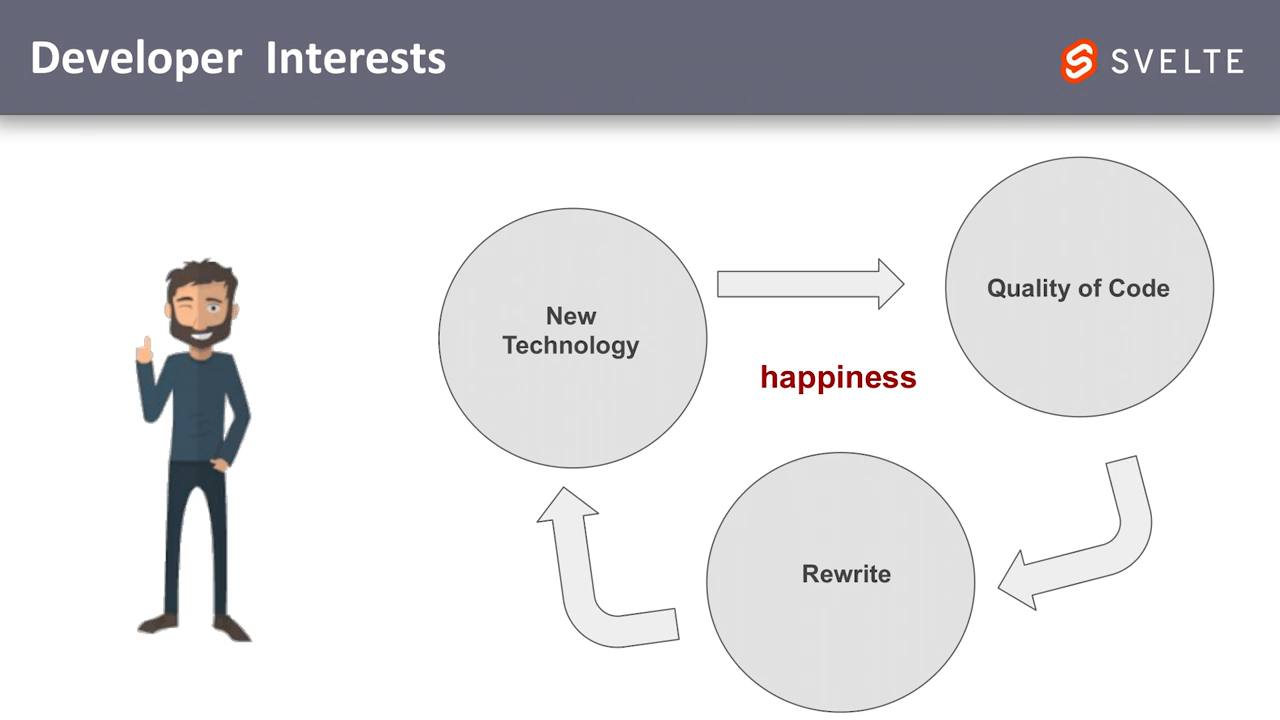 Developer Interests
SVELTE
New
Technology
Quality of Code
happiness
Rewrite